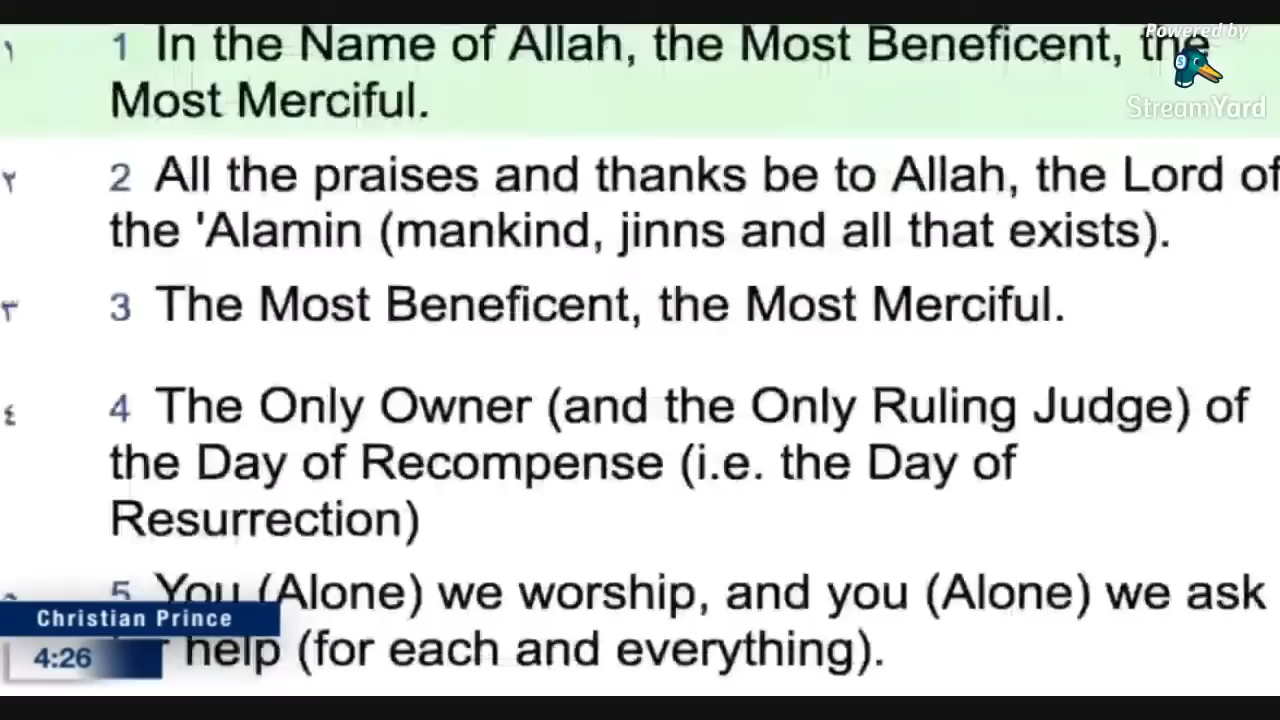 Powered by
StreamYard
١ 1 In the Name of Allah, the Most Beneficent, the
Most Merciful.
٢ 2 All the praises and thanks be to Allah, the Lord of
the 'Alamin (mankind, jinns and all that exists).
٣ 3 The Most Beneficent, the Most Merciful.
٤ 4 The Only Owner (and the Only Ruling Judge) of
the Day of Recompense (i.e. the Day of
Resurrection)
5 You (Alone) we worship, and you (Alone) we ask
help (for each and everything).
Christian Prince
4:26